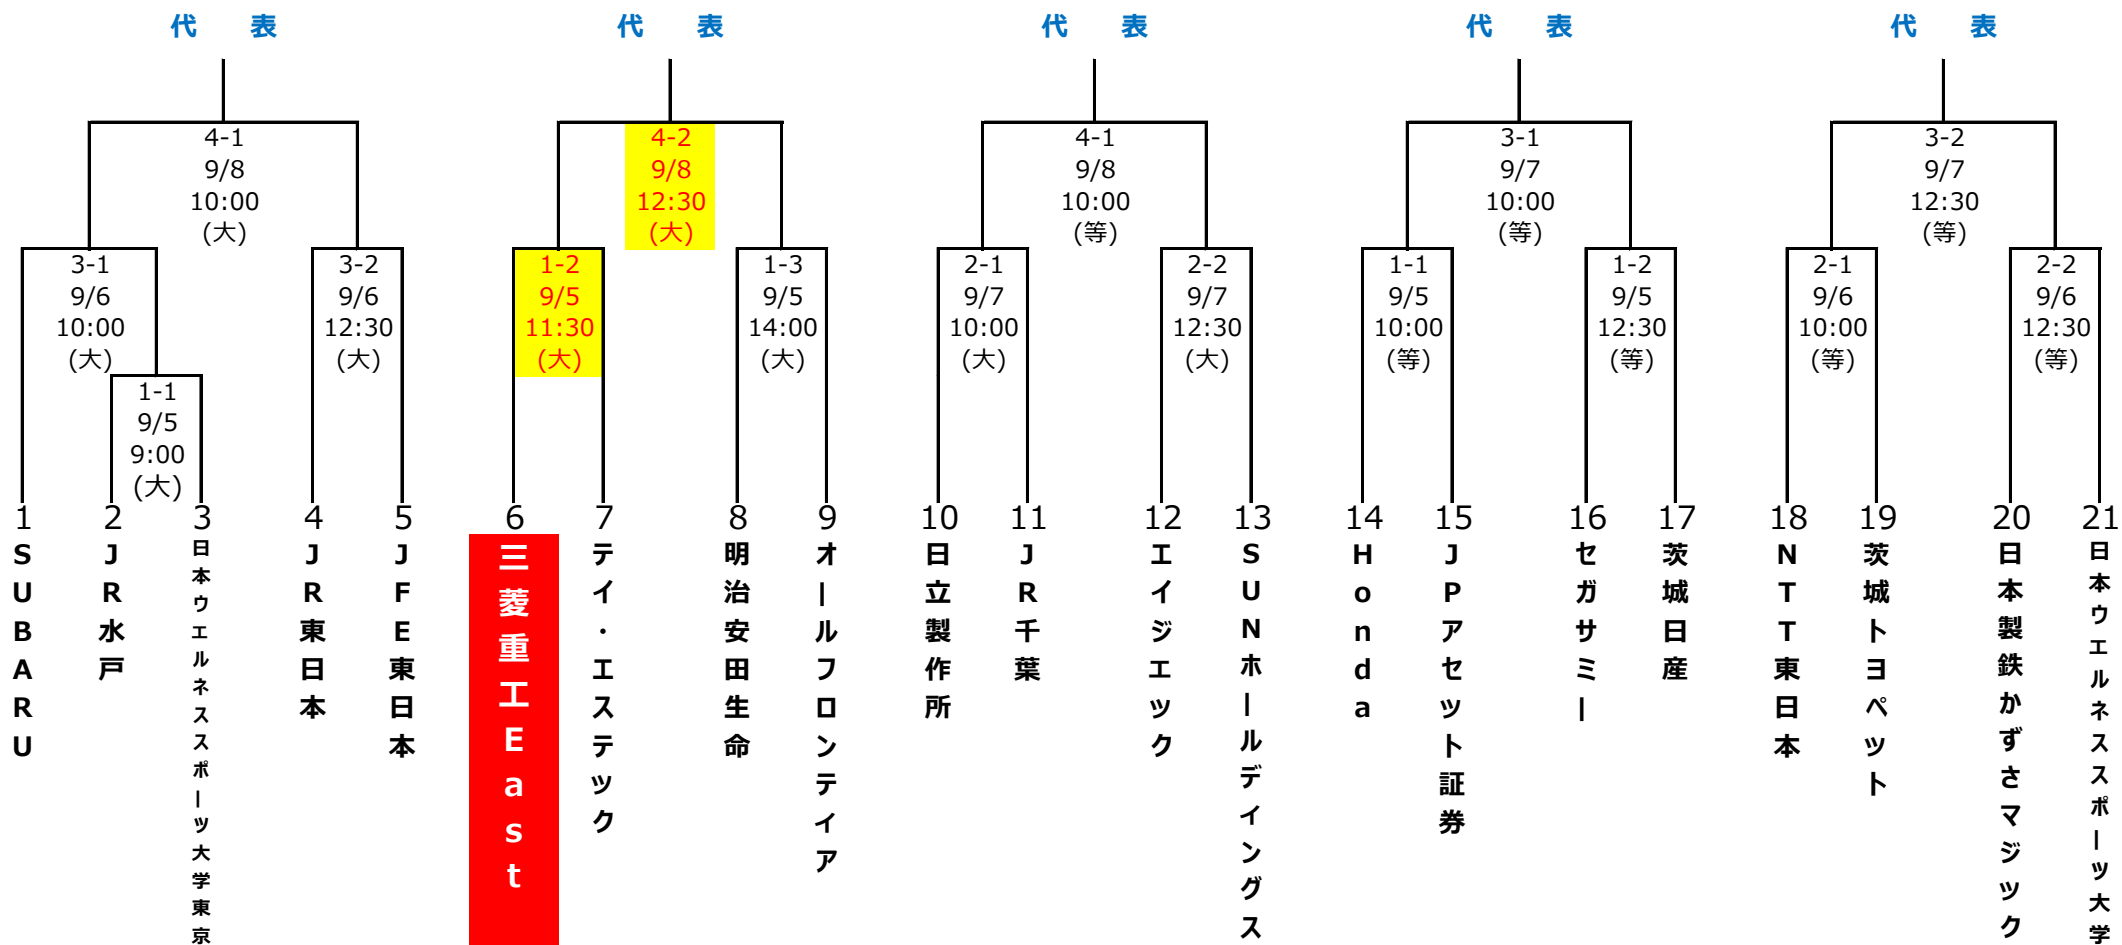 代　表
代　表
代　表
代　表
代　表
4-1
9/8
10:00
(大)
4-2
9/8
12:30
(大)
4-1
9/8
10:00
(等)
3-1
9/7
10:00
(等)
3-2
9/7
12:30
(等)
3-1
9/6
10:00
(大)
3-2
9/6
12:30
(大)
1-2
9/5
11:30
(大)
1-3
9/5
14:00
(大)
2-1
9/7
10:00
(大)
2-2
9/7
12:30
(大)
1-1
9/5
10:00
(等)
1-2
9/5
12:30
(等)
2-1
9/6
10:00
(等)
2-2
9/6
12:30
(等)
1-1
9/5
9:00
(大)
1
SUBARU
2
JR水戸
3
日本ウエルネススポーツ大学東京
4
JR東日本
5
JFE東日本
6
三菱重工East
7
テイ・エステック
8
明治安田生命
9
オールフロンテイア
10
日立製作所
11
JR千葉
12
エイジエック
13
SUNホールデイングス
14
Honda
15
JPアセット証券
16
セガサミー
17
茨城日産
18
NTT東日本
19
茨城トヨペット
20
日本製鉄かずさマジック
21
日本ウエルネススポーツ大学